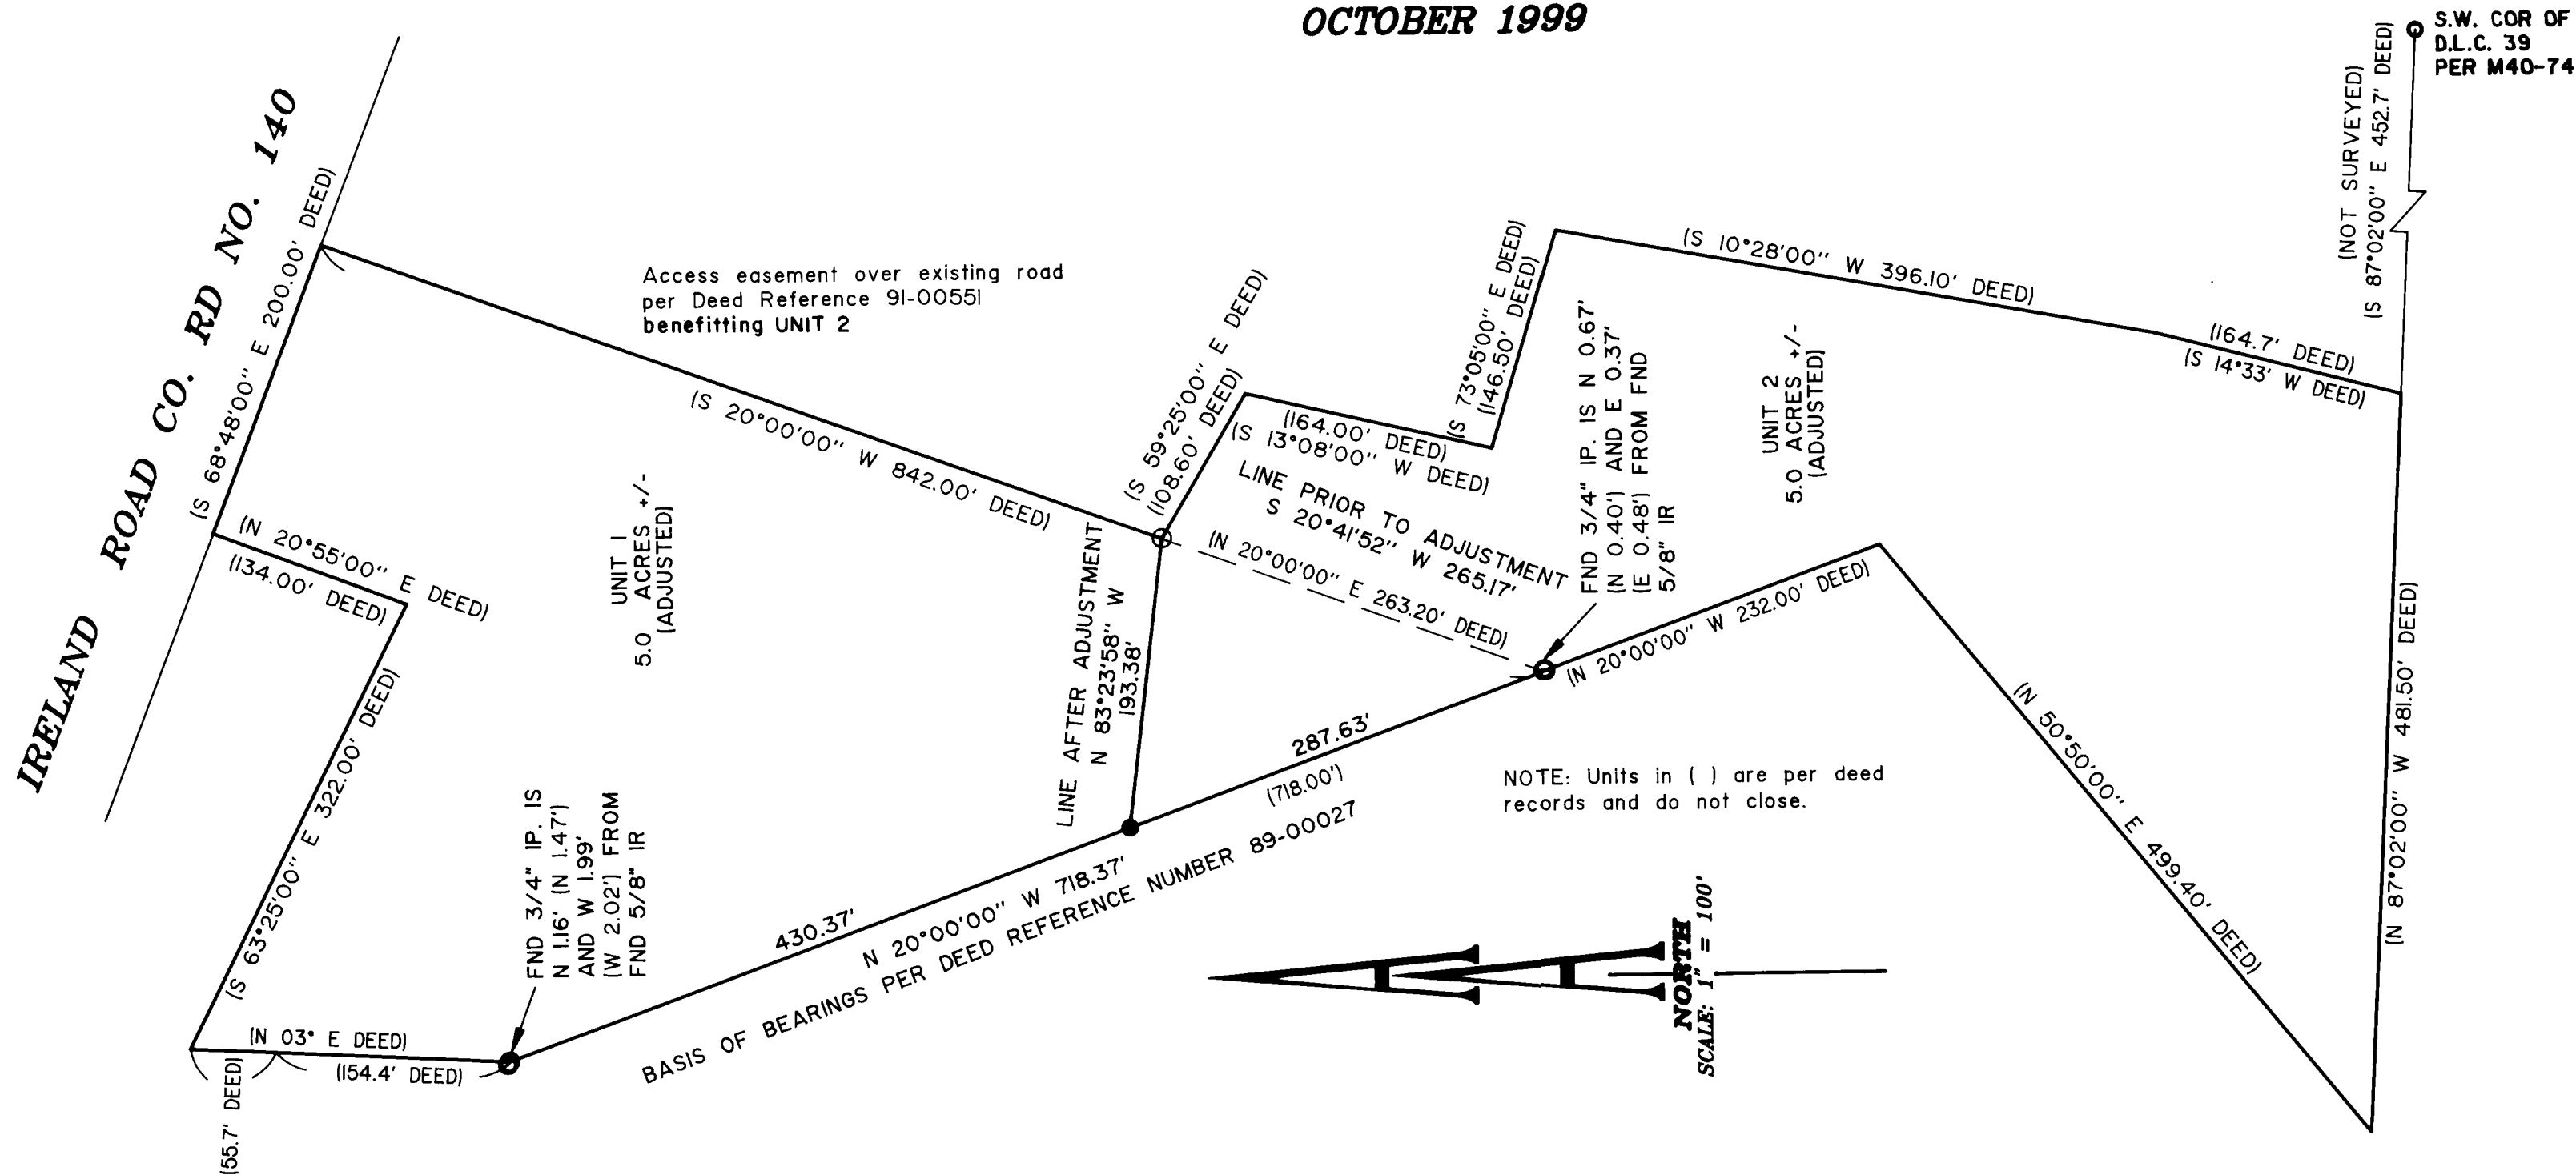 OCTOBER 1999
S.W. COR OF
D.L.C. 39
PER M40-74
(NOT SURVEYED)
(S 87°02'00" E 452.7' DEED)
IRELAND ROAD CO. RD NO. 140
(S 68°48'00" E 200.00' DEED)
Access easement over existing road
per Deed Reference 91-00551
benefitting UNIT 2
(S 20°00'00" W 842.00' DEED)
(N 20°55'00" E DEED)
(134.00' DEED)
UNIT 1
5.0 ACRES +/-
(ADJUSTED)
(S 59°25'00" E DEED)
(108.60' DEED)
(164.00' DEED)
(S 13°08'00" W DEED)
(S 73°05'00" E DEED)
(146.50' DEED)
(S 10°28'00" W 396.10' DEED)
(164.7' DEED)
(S 14°33' W DEED)
LINE PRIOR TO ADJUSTMENT
S 20°41'52" W 265.17'
(N 20°00'00" E 263.20' DEED)
FND 3/4" IP. IS N 0.67'
(N 0.40') AND E 0.37'
(E 0.48') FROM FND
5/8" IR
UNIT 2
5.0 ACRES +/-
(ADJUSTED)
LINE AFTER ADJUSTMENT
N 83°23'58" W
193.38'
(N 20°00'00" W 232.00' DEED)
(N 50°50'00" E 499.40' DEED)
(N 87°02'00" W 481.50' DEED)
(S 63°25'00" E 322.00' DEED)
FND 3/4" IP. IS
N 1.16' (N 1.47')
AND W 1.99'
(W 2.02') FROM
FND 5/8" IR
287.63'
(718.00')
430.37'
N 20°00'00" W 718.37'
BASIS OF BEARINGS PER DEED REFERENCE NUMBER 89-00027
NOTE: Units in ( ) are per deed
records and do not close.
(N 03° E DEED)
(154.4' DEED)
(55.7' DEED)
NORTH
SCALE: 1" = 100'